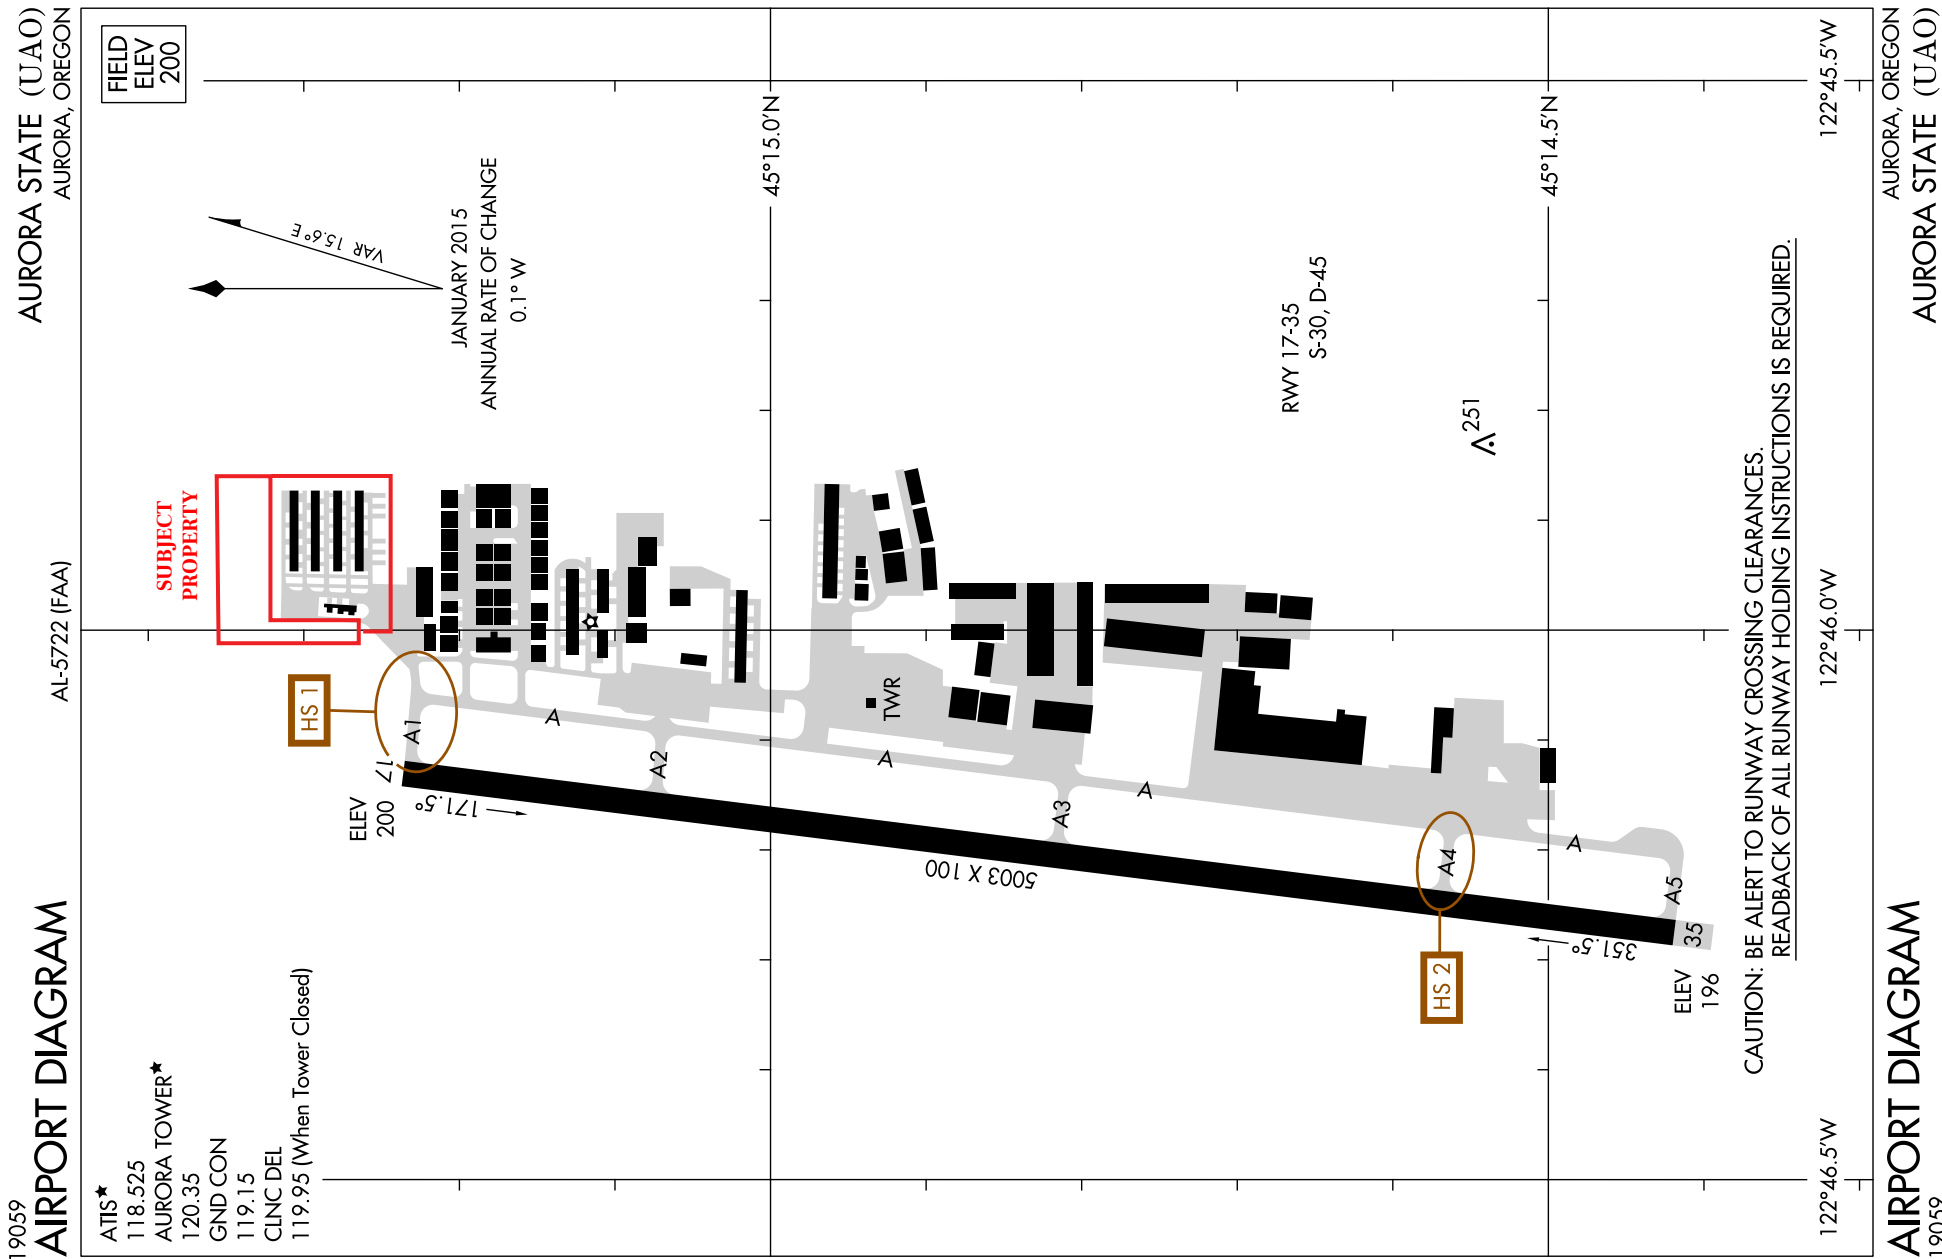 19059
AIRPORT DIAGRAM
AL-5722 (FAA)
AURORA STATE (UAO)
AURORA, OREGON
ATIS★
118.525
AURORA TOWER★
120.35
GND CON
119.15
CLNC DEL
119.95 (When Tower Closed)
FIELD
ELEV
200
SUBJECT
PROPERTY
VAR 15.6°E
JANUARY 2015
ANNUAL RATE OF CHANGE
0.1° W
HS 1
ELEV
200
17
171.5°
A1
A
A2
45°15.0'N
TWR
A
5003 X 100
A3
A
RWY 17-35
S-30, D-45
251
HS 2
A4
45°14.5'N
A
A5
351.5°
35
ELEV
196
CAUTION: BE ALERT TO RUNWAY CROSSING CLEARANCES.
READBACK OF ALL RUNWAY HOLDING INSTRUCTIONS IS REQUIRED.
122°46.5'W
122°46.0'W
122°45.5'W
AIRPORT DIAGRAM
19059
AURORA, OREGON
AURORA STATE (UAO)